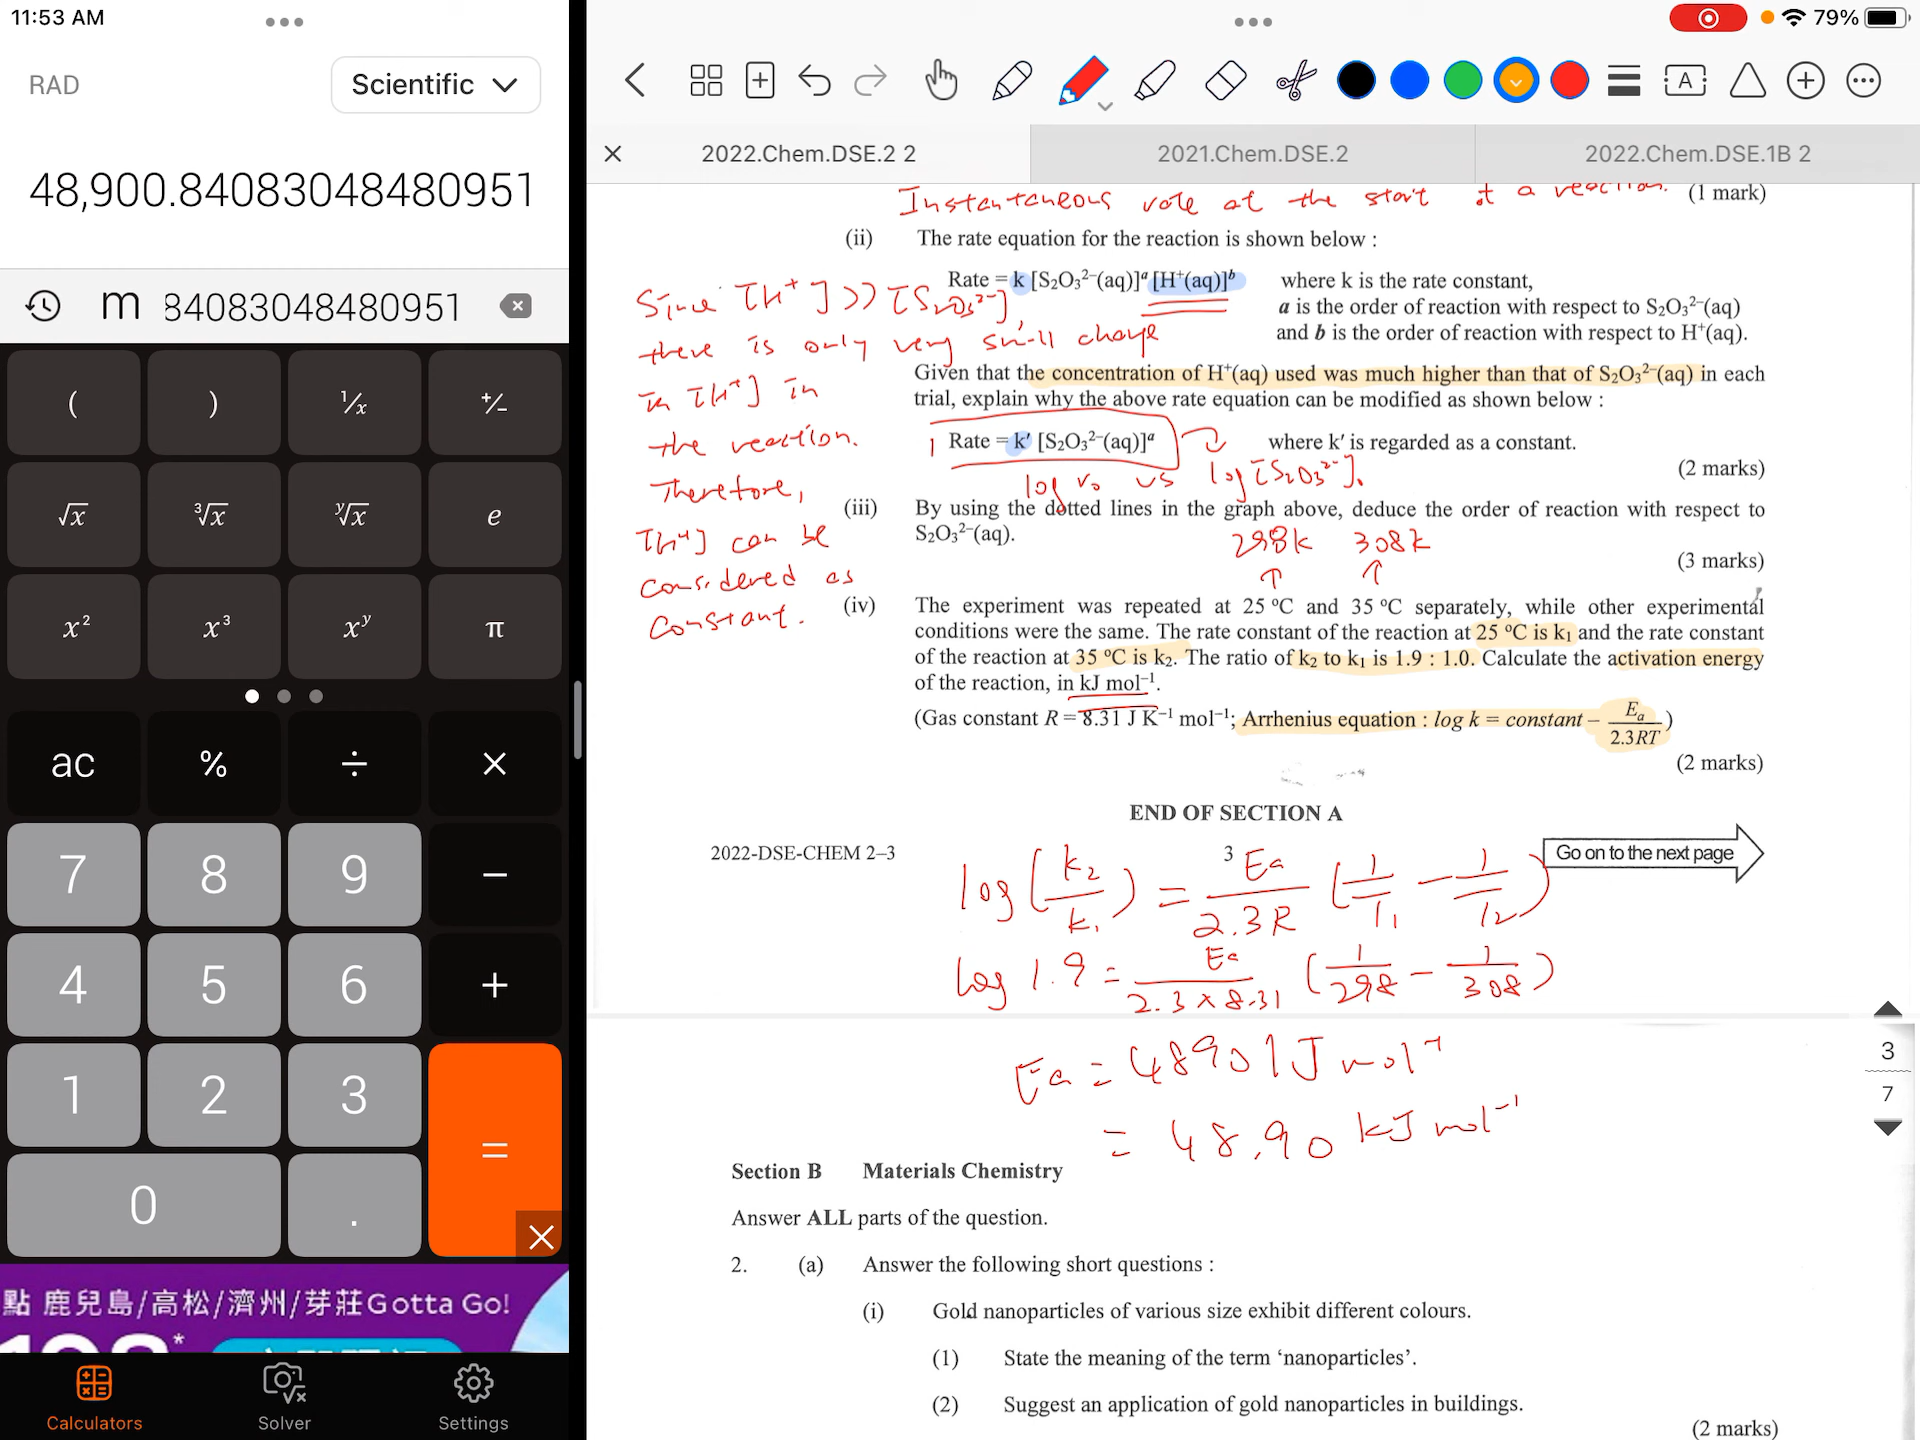 11:53 AM
79%
RAD
Scientific
48,900.84083048480951
m 84083048480951
( ) ¹/x +/-
√x ³√x ʸ√x e
x² x³ xʸ π
ac % ÷ ×
7 8 9 −
4 5 6 +
1 2 3 =
0 .
點 鹿兒島/高松/濟州/芽莊Gotta Go!
Calculators Solver Settings
A
2022.Chem.DSE.2 2
2021.Chem.DSE.2
2022.Chem.DSE.1B 2
Instantaneous rate at the start of a reaction. (1 mark)
(ii) The rate equation for the reaction is shown below :
Rate = k [S₂O₃²⁻(aq)]ᵃ [H⁺(aq)]ᵇ where k is the rate constant,
a is the order of reaction with respect to S₂O₃²⁻(aq)
and b is the order of reaction with respect to H⁺(aq).
Since [H⁺] >> [S₂O₃²⁻],
there is only very small change
in [H⁺] in
the reaction.
Therefore,
[H⁺] can be
considered as
constant.
Given that the concentration of H⁺(aq) used was much higher than that of S₂O₃²⁻(aq) in each
trial, explain why the above rate equation can be modified as shown below :
Rate = k′ [S₂O₃²⁻(aq)]ᵃ where k′ is regarded as a constant.
(2 marks)
log r₀ vs log [S₂O₃²⁻].
(iii) By using the dotted lines in the graph above, deduce the order of reaction with respect to
S₂O₃²⁻(aq).
298K 308K
(3 marks)
(iv) The experiment was repeated at 25 °C and 35 °C separately, while other experimental
conditions were the same. The rate constant of the reaction at 25 °C is k₁ and the rate constant
of the reaction at 35 °C is k₂. The ratio of k₂ to k₁ is 1.9 : 1.0. Calculate the activation energy
of the reaction, in kJ mol⁻¹.
(Gas constant R = 8.31 J K⁻¹ mol⁻¹; Arrhenius equation : log k = constant − Eₐ/2.3RT)
(2 marks)
END OF SECTION A
2022-DSE-CHEM 2–3 3 Go on to the next page
log (k₂/k₁) = Ea/2.3R (1/T₁ − 1/T₂)
log 1.9 = Ea/2.3 × 8.31 (1/298 − 1/308)
Ea = 48901 J mol⁻¹
= 48.90 kJ mol⁻¹
3
7
Section B Materials Chemistry
Answer ALL parts of the question.
2. (a) Answer the following short questions :
(i) Gold nanoparticles of various size exhibit different colours.
(1) State the meaning of the term ‘nanoparticles’.
(2) Suggest an application of gold nanoparticles in buildings.
(2 marks)